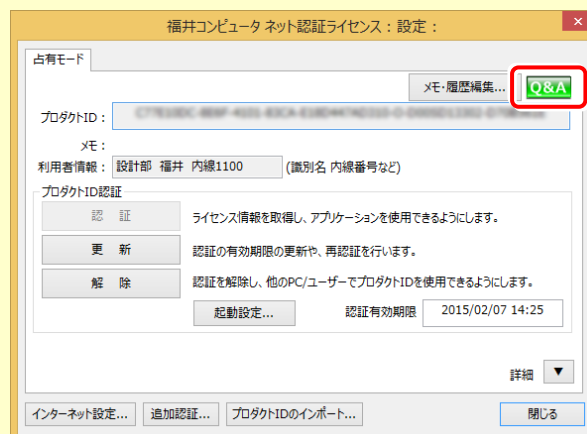 福井コンピュータ ネット認証ライセンス：設定：
占有モード
メモ・履歴編集... Q&A
プロダクトID：
メモ：
利用者情報： 設計部 福井 内線1100 (識別名 内線番号など)
プロダクトID認証
認 証 ライセンス情報を取得し、アプリケーションを使用できるようにします。
更 新 認証の有効期限の更新や、再認証を行います。
解 除 認証を解除し、他のPC/ユーザーでプロダクトIDを使用できるようにします。
起動設定... 認証有効期限 2015/02/07 14:25
詳細 ▼
インターネット設定... 追加認証... プロダクトIDのインポート... 閉じる